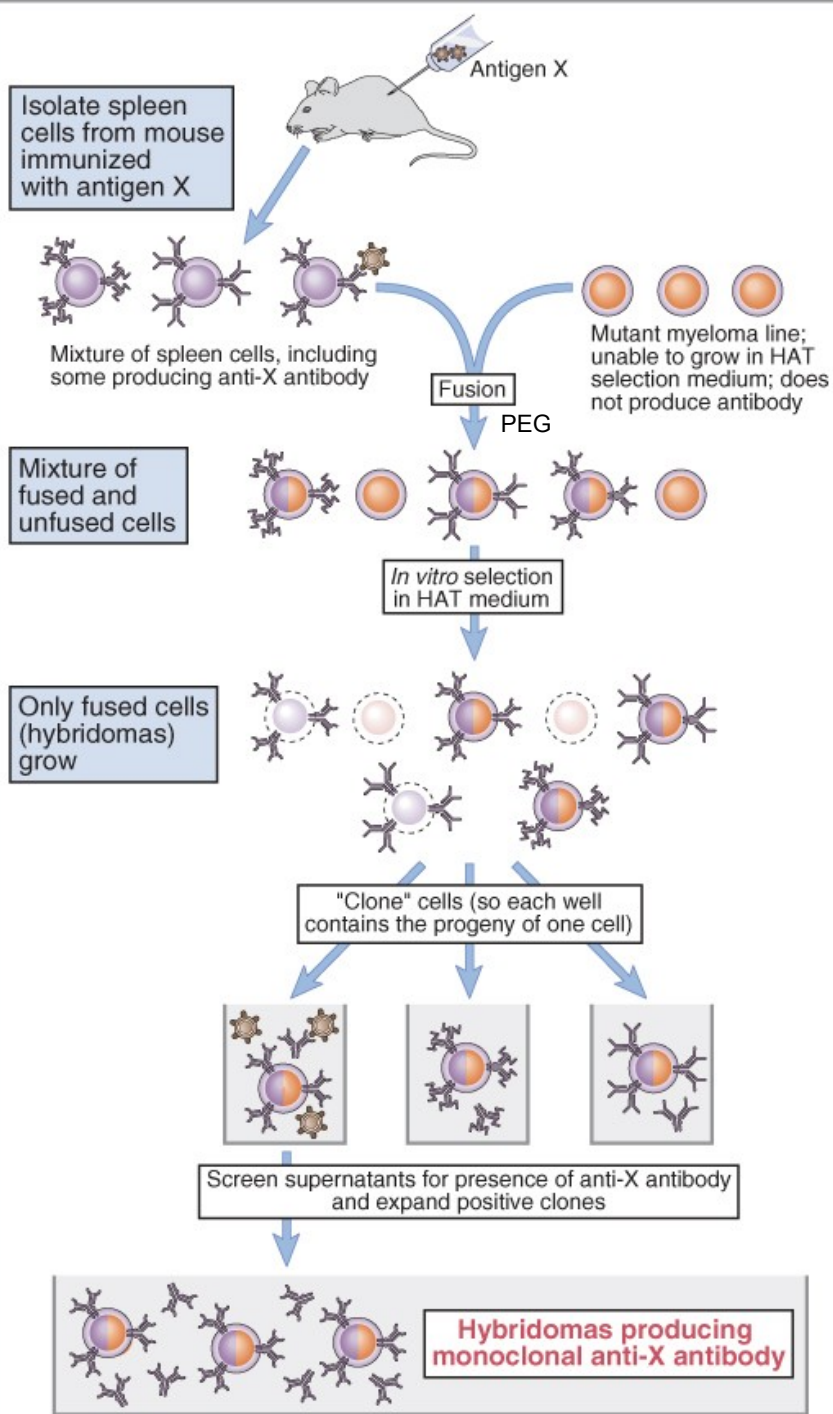 Antigen X
Isolate spleen
cells from mouse
immunized
with antigen X
Mixture of spleen cells, including
some producing anti-X antibody
Mutant myeloma line;
unable to grow in HAT
selection medium; does
not produce antibody
Fusion
PEG
Mixture of
fused and
unfused cells
In vitro selection
in HAT medium
Only fused cells
(hybridomas)
grow
"Clone" cells (so each well
contains the progeny of one cell)
Screen supernatants for presence of anti-X antibody
and expand positive clones
Hybridomas producing
monoclonal anti-X antibody